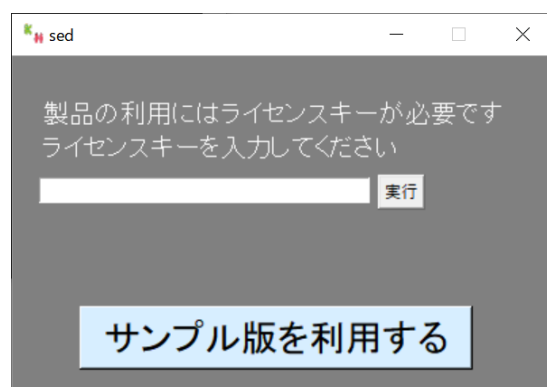 sed
製品の利用にはライセンスキーが必要です
ライセンスキーを入力してください
実行
サンプル版を利用する